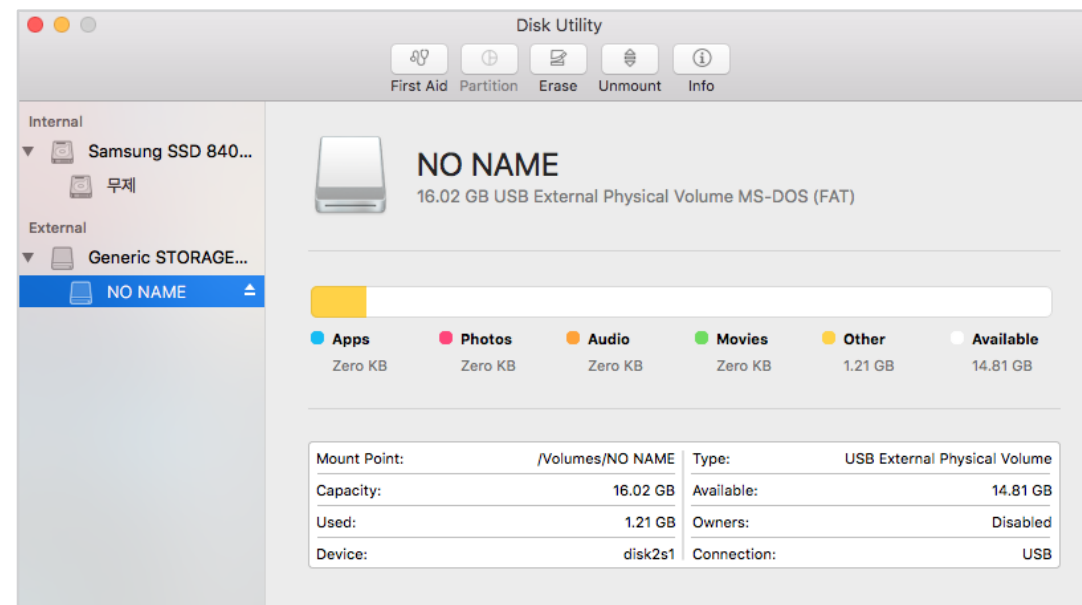 Disk Utility
First Aid Partition Erase Unmount Info
Internal
Samsung SSD 840...
무제
External
Generic STORAGE...
NO NAME
NO NAME
16.02 GB USB External Physical Volume MS-DOS (FAT)
Apps Photos Audio Movies Other Available
Zero KB Zero KB Zero KB Zero KB 1.21 GB 14.81 GB
Mount Point: /Volumes/NO NAME Type: USB External Physical Volume
Capacity: 16.02 GB Available: 14.81 GB
Used: 1.21 GB Owners: Disabled
Device: disk2s1 Connection: USB